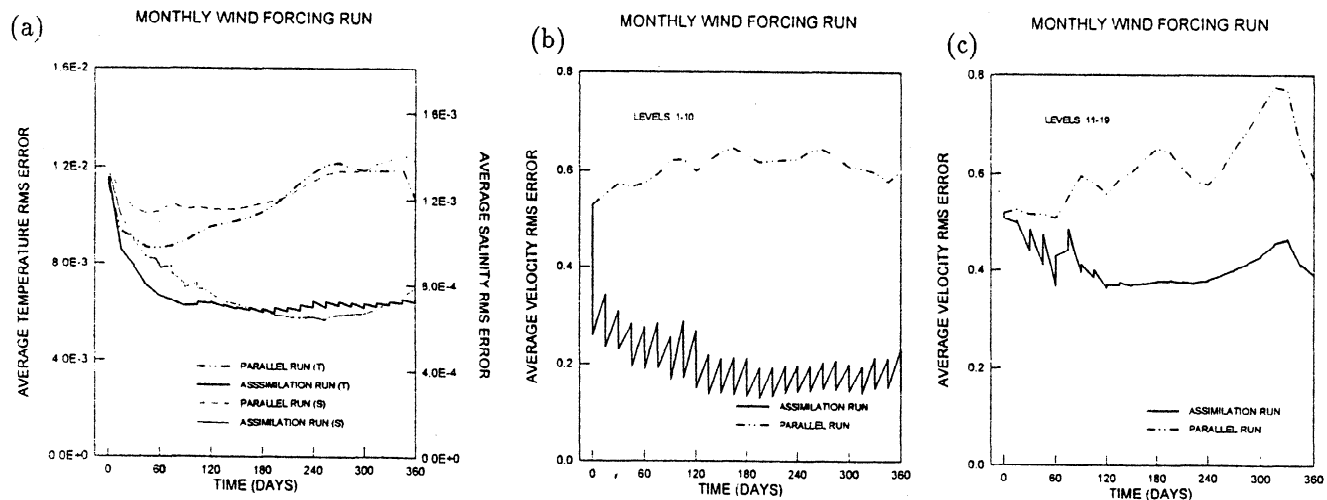 (a)
MONTHLY WIND FORCING RUN
1.6E-2
1.2E-2
8.0E-3
4.0E-3
0.0E+0
AVERAGE TEMPERATURE RMS ERROR
1.6E-3
1.2E-3
8.0E-4
4.0E-4
0.0E+0
AVERAGE SALINITY RMS ERROR
PARALLEL RUN (T)
ASSSIMILATION RUN (T)
PARALLEL RUN (S)
ASSIMILATION RUN (S)
0 60 120 180 240 300 360
TIME (DAYS)
(b)
MONTHLY WIND FORCING RUN
0.8
0.6
0.4
0.2
0.0
AVERAGE VELOCITY RMS ERROR
LEVELS 1-10
ASSIMILATION RUN
PARALLEL RUN
0 60 120 180 240 300 360
TIME (DAYS)
(c)
MONTHLY WIND FORCING RUN
0.8
0.6
0.4
0.2
0.0
AVERAGE VELOCITY RMS ERROR
LEVELS 11-19
ASSIMILATION RUN
PARALLEL RUN
0 60 120 180 240 300 360
TIME (DAYS)